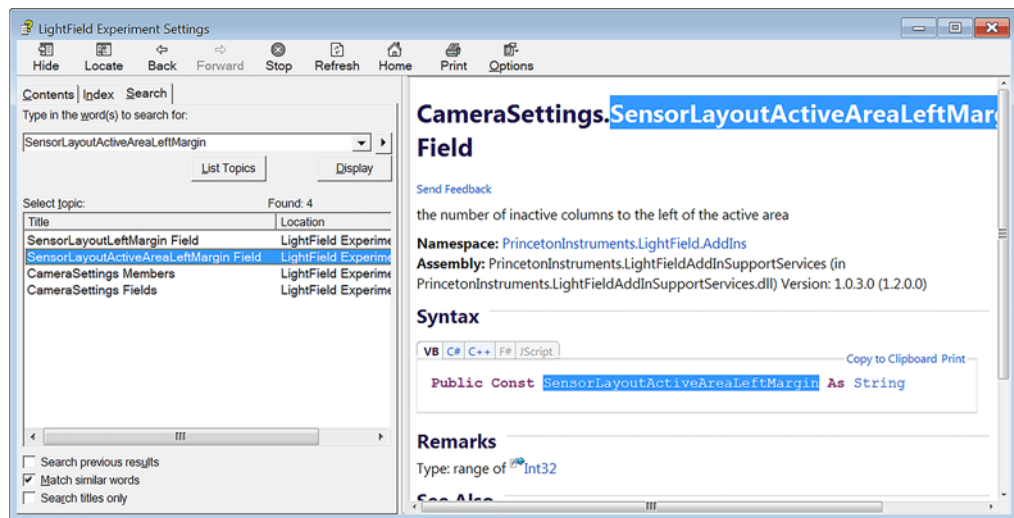 LightField Experiment Settings
Hide Locate Back Forward Stop Refresh Home Print Options
Contents Index Search
Type in the word(s) to search for:
SensorLayoutActiveAreaLeftMargin
List Topics Display
Select topic: Found: 4
Title Location
SensorLayoutLeftMargin Field LightField Experime
SensorLayoutActiveAreaLeftMargin Field LightField Experime
CameraSettings Members LightField Experime
CameraSettings Fields LightField Experime
Search previous results
Match similar words
Search titles only
CameraSettings.SensorLayoutActiveAreaLeftMar
Field
Send Feedback
the number of inactive columns to the left of the active area
Namespace: PrincetonInstruments.LightField.AddIns
Assembly: PrincetonInstruments.LightFieldAddInSupportServices (in
PrincetonInstruments.LightFieldAddInSupportServices.dll) Version: 1.0.3.0 (1.2.0.0)
Syntax
VB C# C++ F# JScript
Copy to Clipboard Print
Public Const SensorLayoutActiveAreaLeftMargin As String
Remarks
Type: range of Int32
See Also